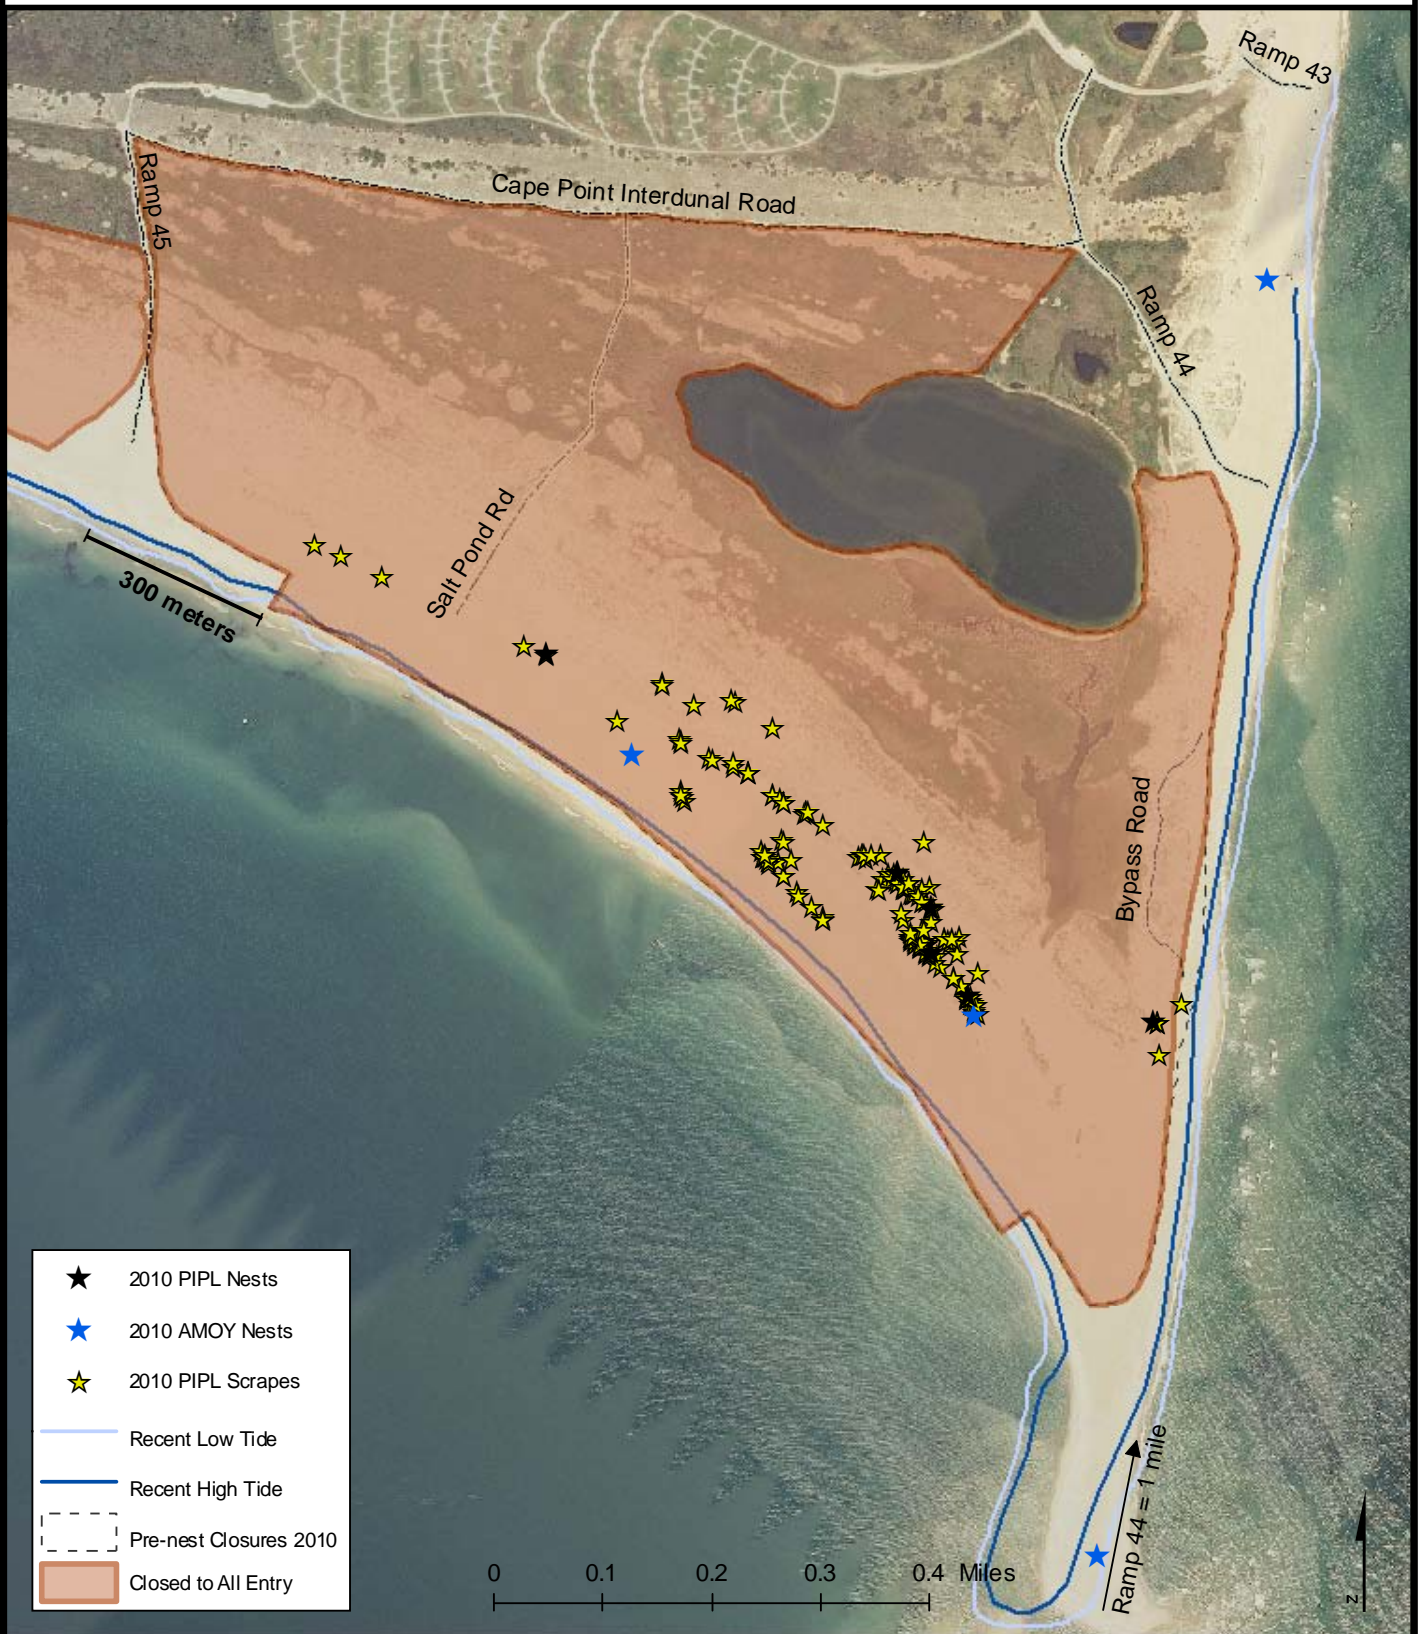 Ramp 43
Ramp 45
Cape Point Interdunal Road
Ramp 44
Salt Pond Rd
300 meters
Bypass Road
2010 PIPL Nests
2010 AMOY Nests
2010 PIPL Scrapes
Recent Low Tide
Recent High Tide
Pre-nest Closures 2010
Closed to All Entry
0 0.1 0.2 0.3 0.4 Miles
Ramp 44 = 1 mile
N